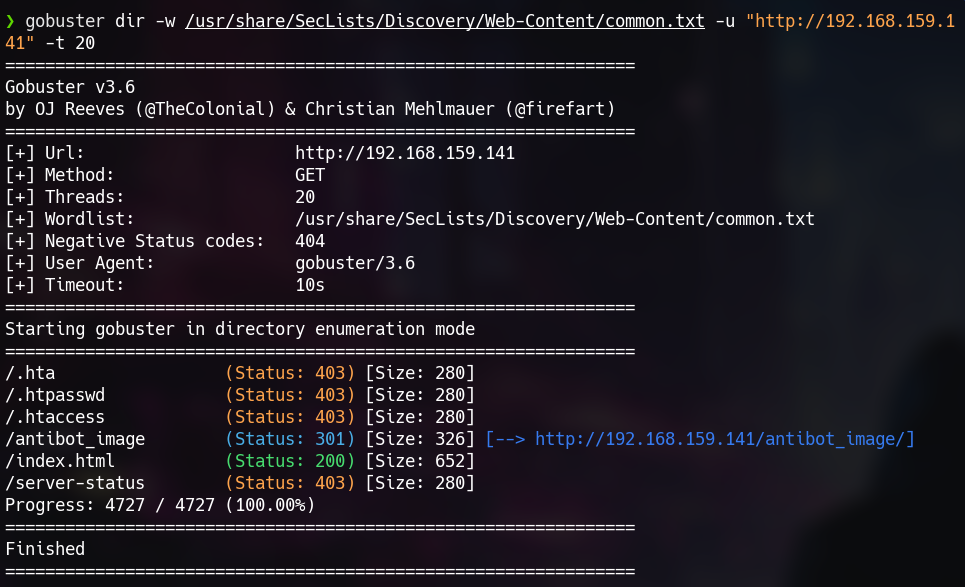 ❯ gobuster dir -w /usr/share/SecLists/Discovery/Web-Content/common.txt -u "http://192.168.159.1
41" -t 20
===============================================================
Gobuster v3.6
by OJ Reeves (@TheColonial) & Christian Mehlmauer (@firefart)
===============================================================
[+] Url:                     http://192.168.159.141
[+] Method:                  GET
[+] Threads:                 20
[+] Wordlist:                /usr/share/SecLists/Discovery/Web-Content/common.txt
[+] Negative Status codes:   404
[+] User Agent:              gobuster/3.6
[+] Timeout:                 10s
===============================================================
Starting gobuster in directory enumeration mode
===============================================================
/.hta                 (Status: 403) [Size: 280]
/.htpasswd            (Status: 403) [Size: 280]
/.htaccess            (Status: 403) [Size: 280]
/antibot_image        (Status: 301) [Size: 326] [--> http://192.168.159.141/antibot_image/]
/index.html           (Status: 200) [Size: 652]
/server-status        (Status: 403) [Size: 280]
Progress: 4727 / 4727 (100.00%)
===============================================================
Finished
===============================================================